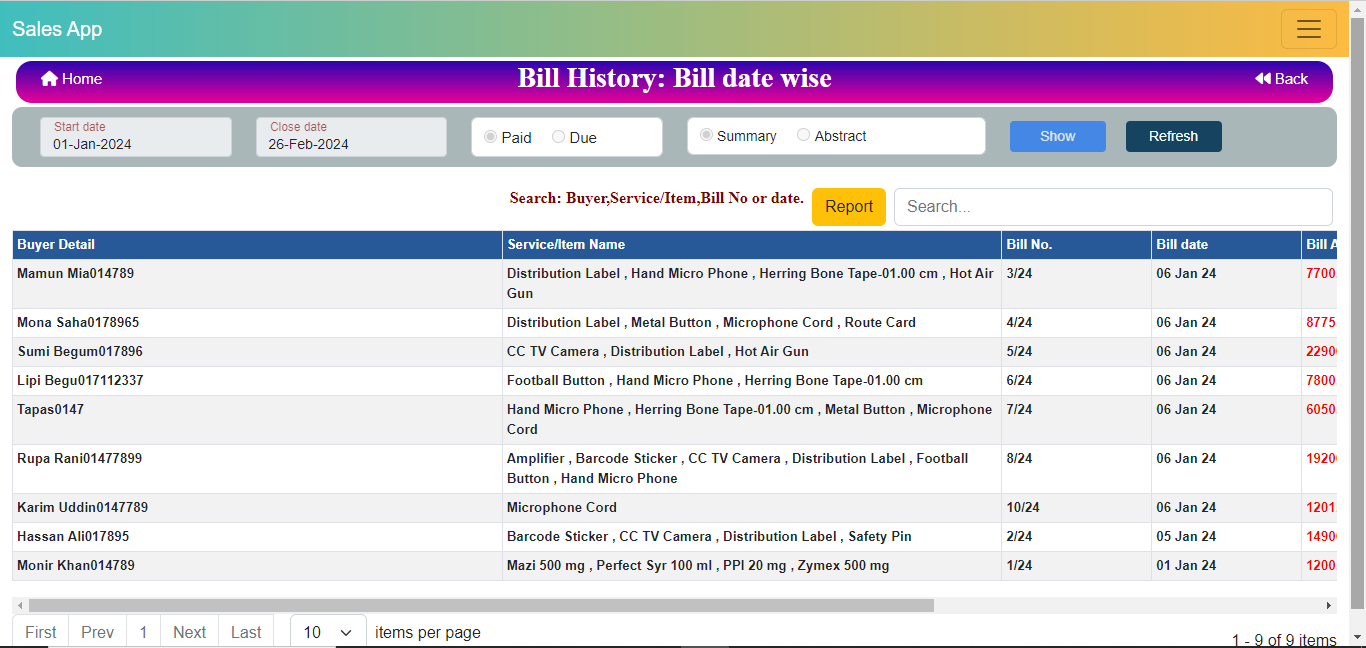 Sales App
Home Bill History: Bill date wise Back
Start date Close date
01-Jan-2024 26-Feb-2024 Paid Due Summary Abstract Show Refresh
Search: Buyer,Service/Item,Bill No or date. Report Search...
Buyer Detail Service/Item Name Bill No. Bill date Bill
Mamun Mia014789 Distribution Label , Hand Micro Phone , Herring Bone Tape-01.00 cm , Hot Air 3/24 06 Jan 24 7700
Gun
Mona Saha0178965 Distribution Label , Metal Button , Microphone Cord , Route Card 4/24 06 Jan 24 8775
Sumi Begum017896 CC TV Camera , Distribution Label , Hot Air Gun 5/24 06 Jan 24 2290
Lipi Begu017112337 Football Button , Hand Micro Phone , Herring Bone Tape-01.00 cm 6/24 06 Jan 24 7800
Tapas0147 Hand Micro Phone , Herring Bone Tape-01.00 cm , Metal Button , Microphone 7/24 06 Jan 24 6050
Cord
Rupa Rani01477899 Amplifier , Barcode Sticker , CC TV Camera , Distribution Label , Football 8/24 06 Jan 24 1920
Button , Hand Micro Phone
Karim Uddin0147789 Microphone Cord 10/24 06 Jan 24 1201
Hassan Ali017895 Barcode Sticker , CC TV Camera , Distribution Label , Safety Pin 2/24 05 Jan 24 1490
Monir Khan014789 Mazi 500 mg , Perfect Syr 100 ml , PPI 20 mg , Zymex 500 mg 1/24 01 Jan 24 1200
First Prev 1 Next Last 10 items per page 1 - 9 of 9 items